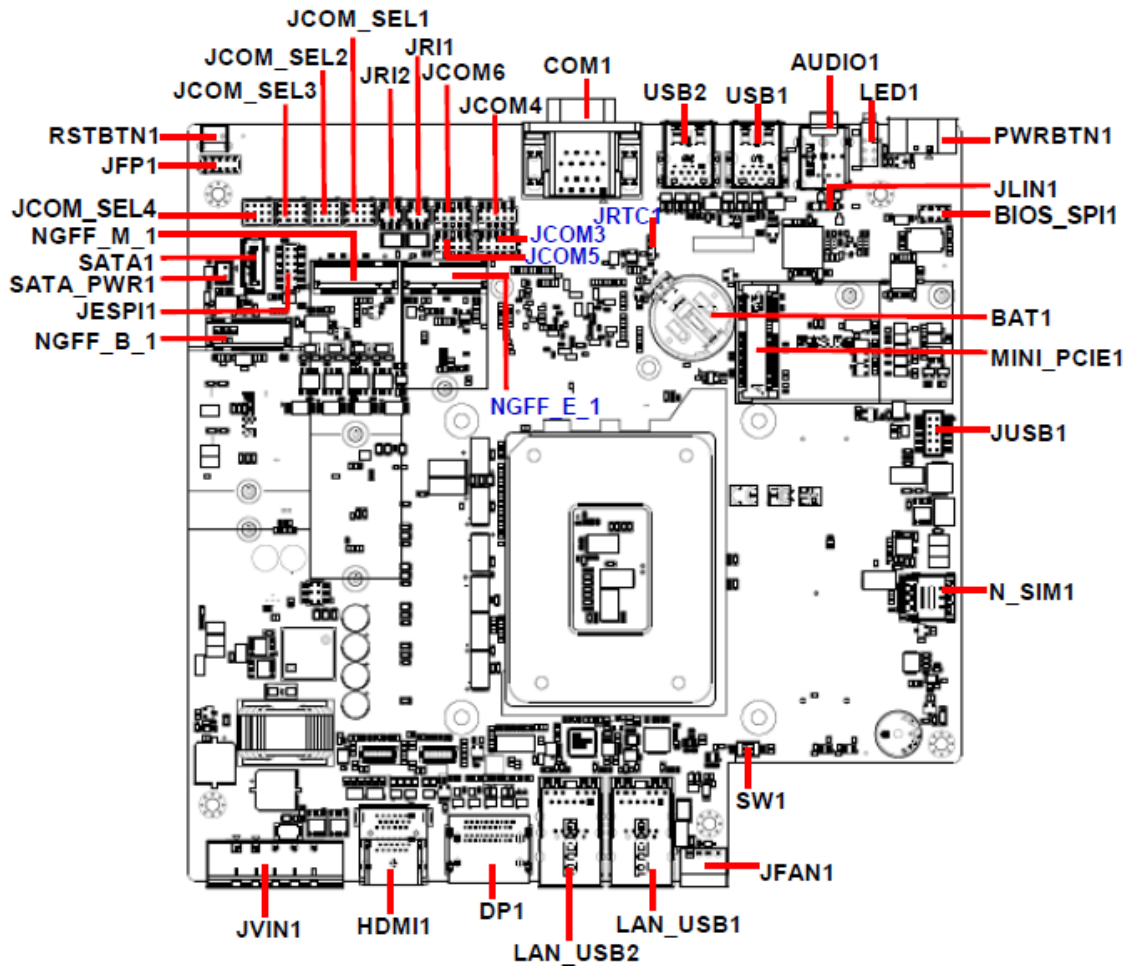 JCOM_SEL1
JCOM_SEL2
JRI1
JCOM_SEL3
JRI2
JCOM6
COM1
AUDIO1
JCOM4
USB2
USB1
LED1
RSTBTN1
PWRBTN1
JFP1
JLIN1
JCOM_SEL4
BIOS_SPI1
NGFF_M_1
JRTC1
JCOM3
SATA1
JCOM5
SATA_PWR1
JESPI1
BAT1
NGFF_B_1
MINI_PCIE1
NGFF_E_1
JUSB1
N_SIM1
SW1
JFAN1
JVIN1
HDMI1
DP1
LAN_USB1
LAN_USB2